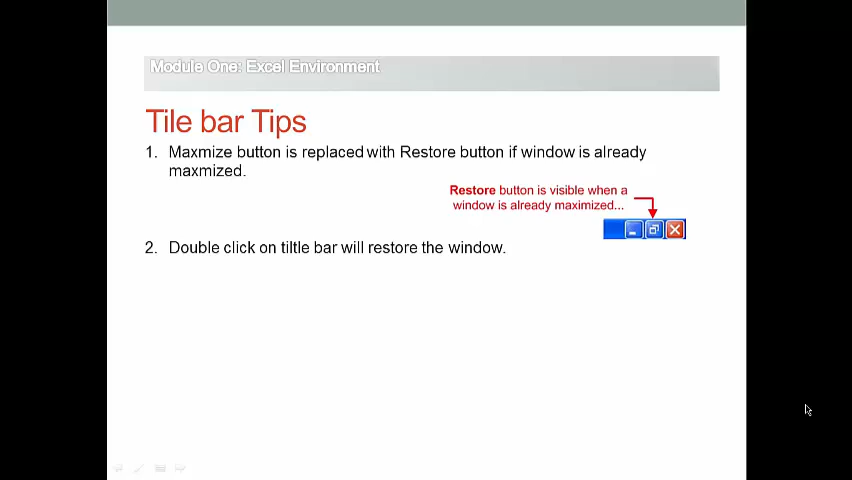 Module One: Excel Environment
Tile bar Tips
1. Maxmize button is replaced with Restore button if window is already
maxmized.
Restore button is visible when a
window is already maximized...
2. Double click on tiltle bar will restore the window.